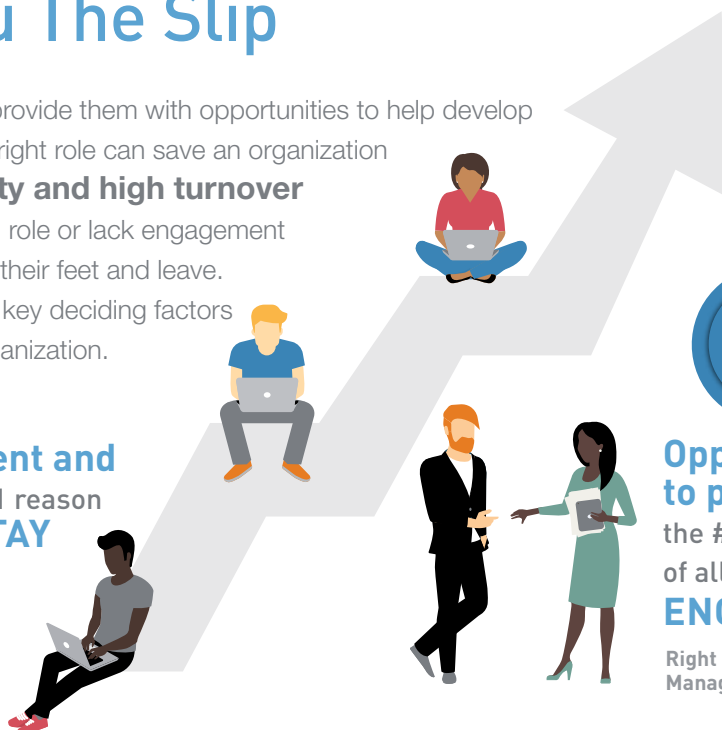 u The Slip
provide them with opportunities to help develop
right role can save an organization
ty and high turnover
role or lack engagement
their feet and leave.
key deciding factors
anization.
ent and
1 reason
TAY
Opp
to p
the #
of all
ENG
Right
Manag